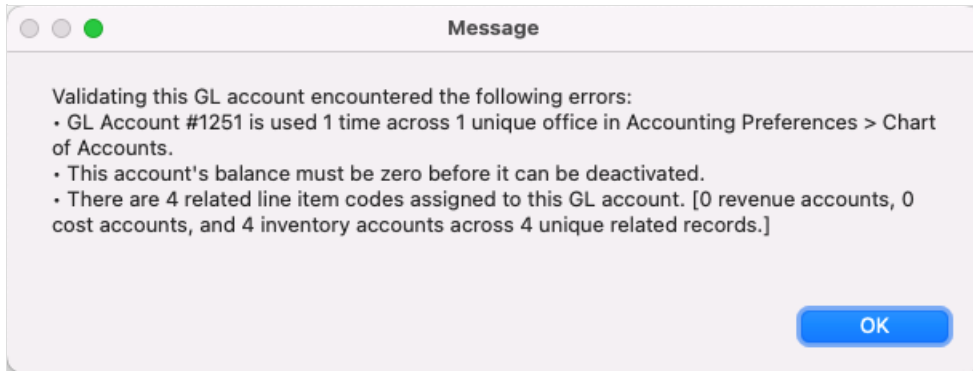 Message
Validating this GL account encountered the following errors:
• GL Account #1251 is used 1 time across 1 unique office in Accounting Preferences > Chart
of Accounts.
• This account's balance must be zero before it can be deactivated.
• There are 4 related line item codes assigned to this GL account. [0 revenue accounts, 0
cost accounts, and 4 inventory accounts across 4 unique related records.]
OK